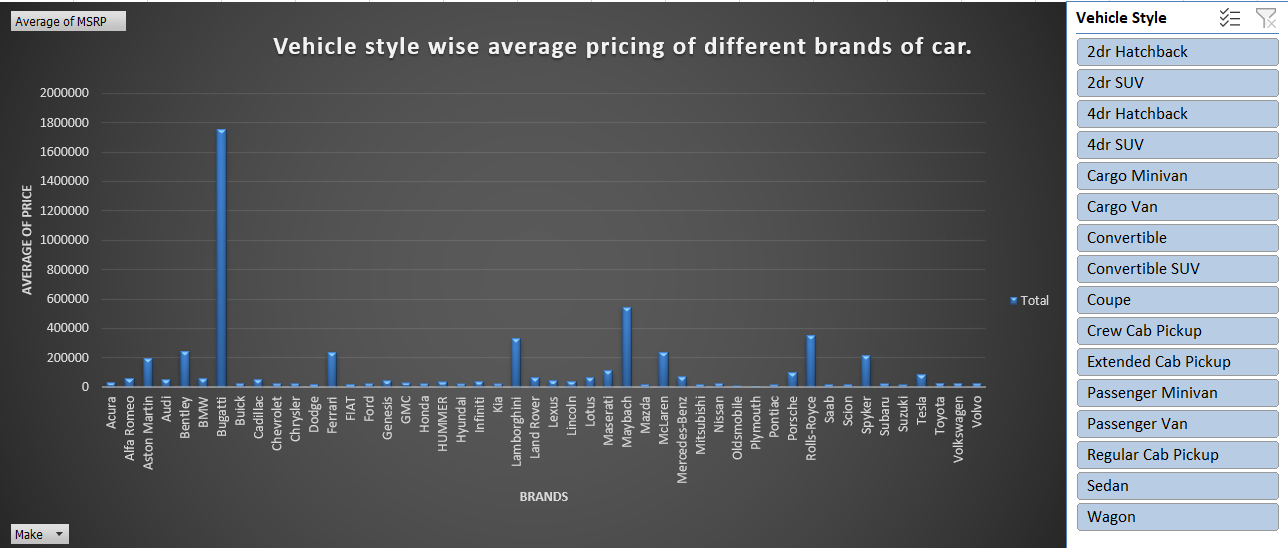 Average of MSRP
Vehicle style wise average pricing of different brands of car.
AVERAGE OF PRICE
2000000
1800000
1600000
1400000
1200000
1000000
800000
600000
400000
200000
0
Acura
Alfa Romeo
Aston Martin
Audi
Bentley
BMW
Bugatti
Buick
Cadillac
Chevrolet
Chrysler
Dodge
Ferrari
FIAT
Ford
Genesis
GMC
Honda
HUMMER
Hyundai
Infiniti
Kia
Lamborghini
Land Rover
Lexus
Lincoln
Lotus
Maserati
Maybach
Mazda
McLaren
Mercedes-Benz
Mitsubishi
Nissan
Oldsmobile
Plymouth
Pontiac
Porsche
Rolls-Royce
Saab
Scion
Spyker
Subaru
Suzuki
Tesla
Toyota
Volkswagen
Volvo
BRANDS
Total
Make
Vehicle Style
2dr Hatchback
2dr SUV
4dr Hatchback
4dr SUV
Cargo Minivan
Cargo Van
Convertible
Convertible SUV
Coupe
Crew Cab Pickup
Extended Cab Pickup
Passenger Minivan
Passenger Van
Regular Cab Pickup
Sedan
Wagon